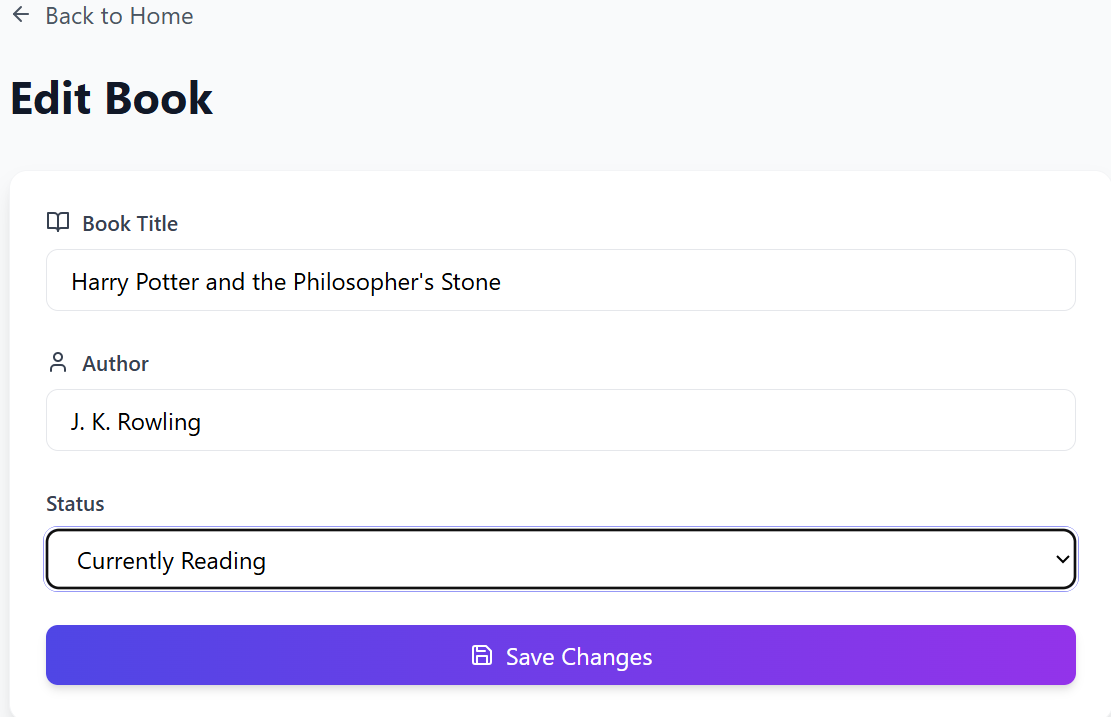 Back to Home
Edit Book
Book Title
Harry Potter and the Philosopher's Stone
Author
J. K. Rowling
Status
Currently Reading
Save Changes